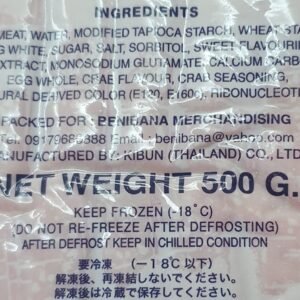 INGREDIENTS
MEAT, WATER, MODIFIED TAPIOCA STARCH, WHEAT STA
G WHITE, SUGAR, SALT, SORBITOL, SWEET FLAVOURI
EXTRACT, MONOSODIUM GLUTAMATE, CALCIUM CARBO
EGG WHOLE, CRAB FLAVOUR, CRAB SEASONING,
URAL DERIVED COLOR (E120, E160c), RIBONUCLEOTI
PACKED FOR : BENIBANA MERCHANDISING
Tel: Email : benibana@yahoo.com
MANUFACTURED BY: KIBUN (THAILAND) CO., LTD
NET WEIGHT 500 G.
KEEP FROZEN (-18°C)
(DO NOT RE-FREEZE AFTER DEFROSTING)
AFTER DEFROST KEEP IN CHILLED CONDITION
要冷凍 (－18℃以下)
解凍後、再凍結しないでください。
解凍後は冷蔵で保存してください。